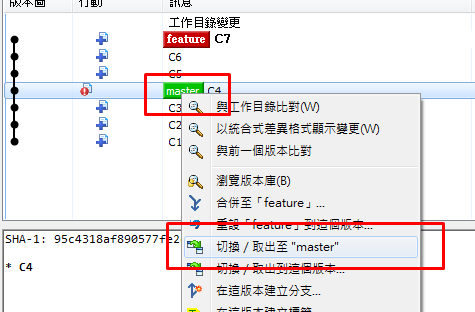 版本圖 行動 訊息
工作目錄變更
feature C7
C6
C5
master C4
C3
C2
C1
與工作目錄比對(W)
以統合式差異格式顯示變更(W)
與前一個版本比對
瀏覽版本庫(B)
合併至「feature」...
重設「feature」到這個版本...
切換 / 取出至 "master"
切換 / 取出到這個版本...
在這版本建立分支...
在這版本建立標籤...
SHA-1: 95c4318af890577fe2
* C4